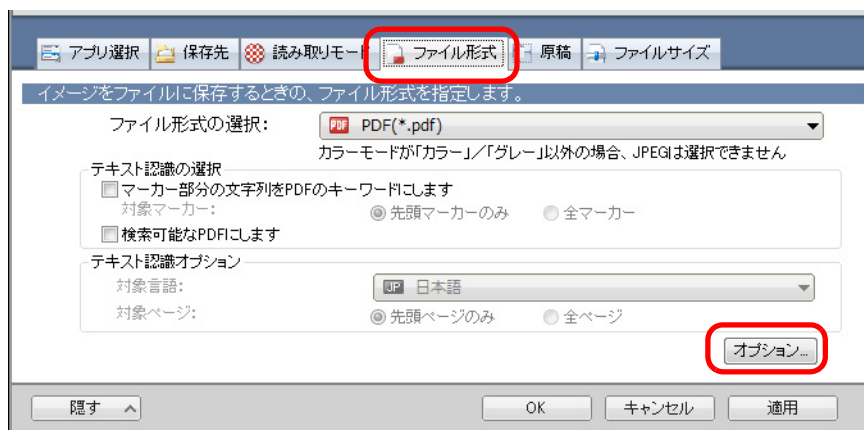 アプリ選択 保存先 読み取りモード ファイル形式 原稿 ファイルサイズ
イメージをファイルに保存するときの、ファイル形式を指定します。
ファイル形式の選択: PDF PDF(*.pdf)
カラーモードが「カラー」/「グレー」以外の場合、JPEGは選択できません
テキスト認識の選択
マーカー部分の文字列をPDFのキーワードにします
対象マーカー: 先頭マーカーのみ 全マーカー
検索可能なPDFにします
テキスト認識オプション
対象言語: JP 日本語
対象ページ: 先頭ページのみ 全ページ
オプション...
隠す OK キャンセル 適用